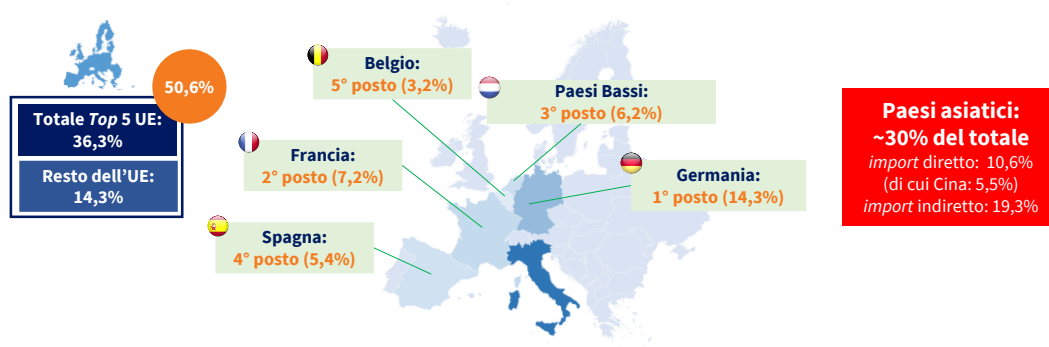 50,6%
Totale Top 5 UE:
36,3%
Resto dell'UE:
14,3%
Belgio:
5° posto (3,2%)
Paesi Bassi:
3° posto (6,2%)
Francia:
2° posto (7,2%)
Germania:
1° posto (14,3%)
Spagna:
4° posto (5,4%)
Paesi asiatici:
~30% del totale
import diretto: 10,6%
(di cui Cina: 5,5%)
import indiretto: 19,3%